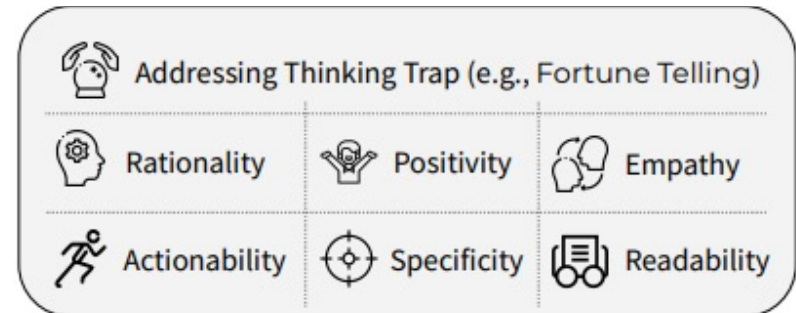 Addressing Thinking Trap (e.g., Fortune Telling)
Rationality Positivity Empathy
Actionability Specificity Readability